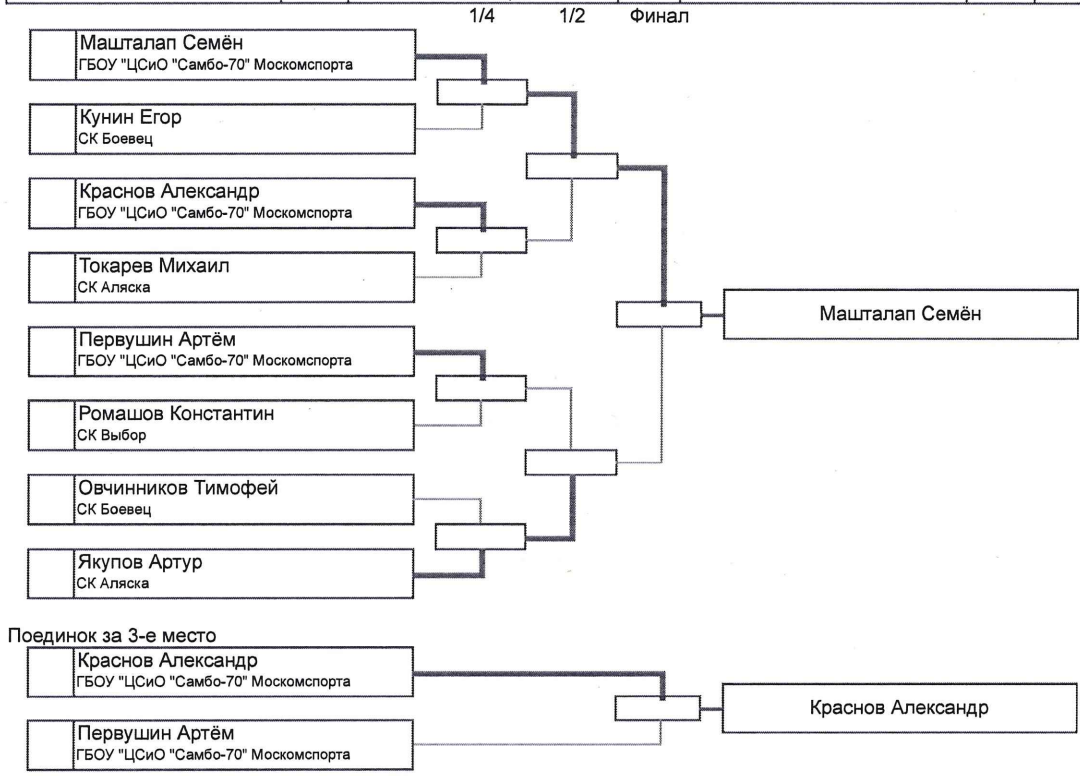 1/4 1/2 Финал
Машталап Семён
ГБОУ "ЦСиО "Самбо-70" Москомспорта
Кунин Егор
СК Боевец
Краснов Александр
ГБОУ "ЦСиО "Самбо-70" Москомспорта
Токарев Михаил
СК Аляска
Машталап Семён
Первушин Артём
ГБОУ "ЦСиО "Самбо-70" Москомспорта
Ромашов Константин
СК Выбор
Овчинников Тимофей
СК Боевец
Якупов Артур
СК Аляска
Поединок за 3-е место
Краснов Александр
ГБОУ "ЦСиО "Самбо-70" Москомспорта
Краснов Александр
Первушин Артём
ГБОУ "ЦСиО "Самбо-70" Москомспорта